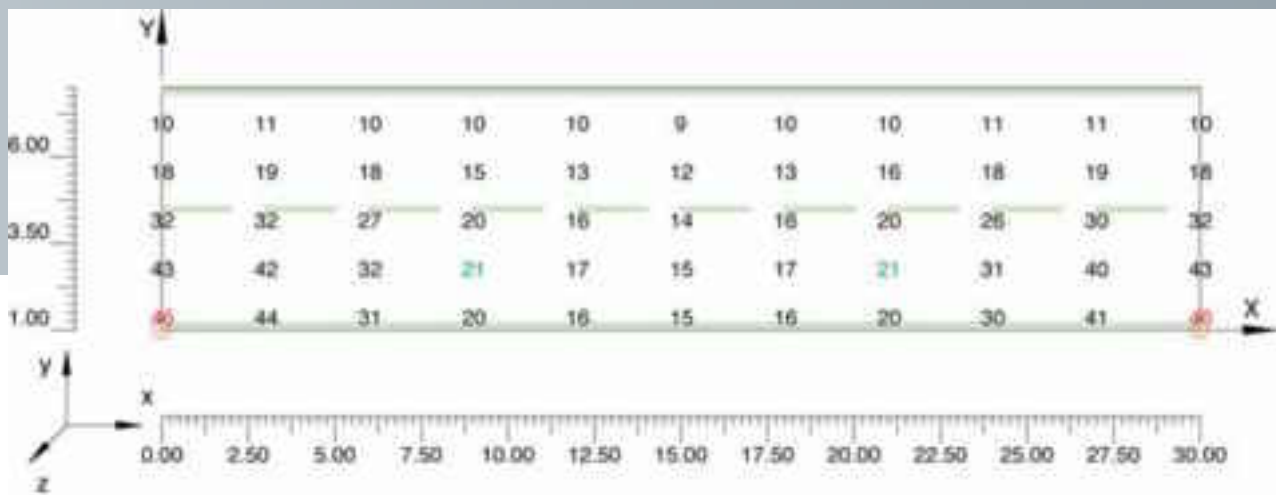 Y
10 11 10 10 10 9 10 10 11 11 10
6.00
18 19 18 15 13 12 13 16 18 19 18
32 32 27 20 16 14 16 20 26 30 32
3.50
43 42 32 21 17 15 17 21 31 40 43
1.00 44 31 20 16 15 16 20 30 41 X
y
x
0.00 2.50 5.00 7.50 10.00 12.50 15.00 17.50 20.00 22.50 25.00 27.50 30.00
z